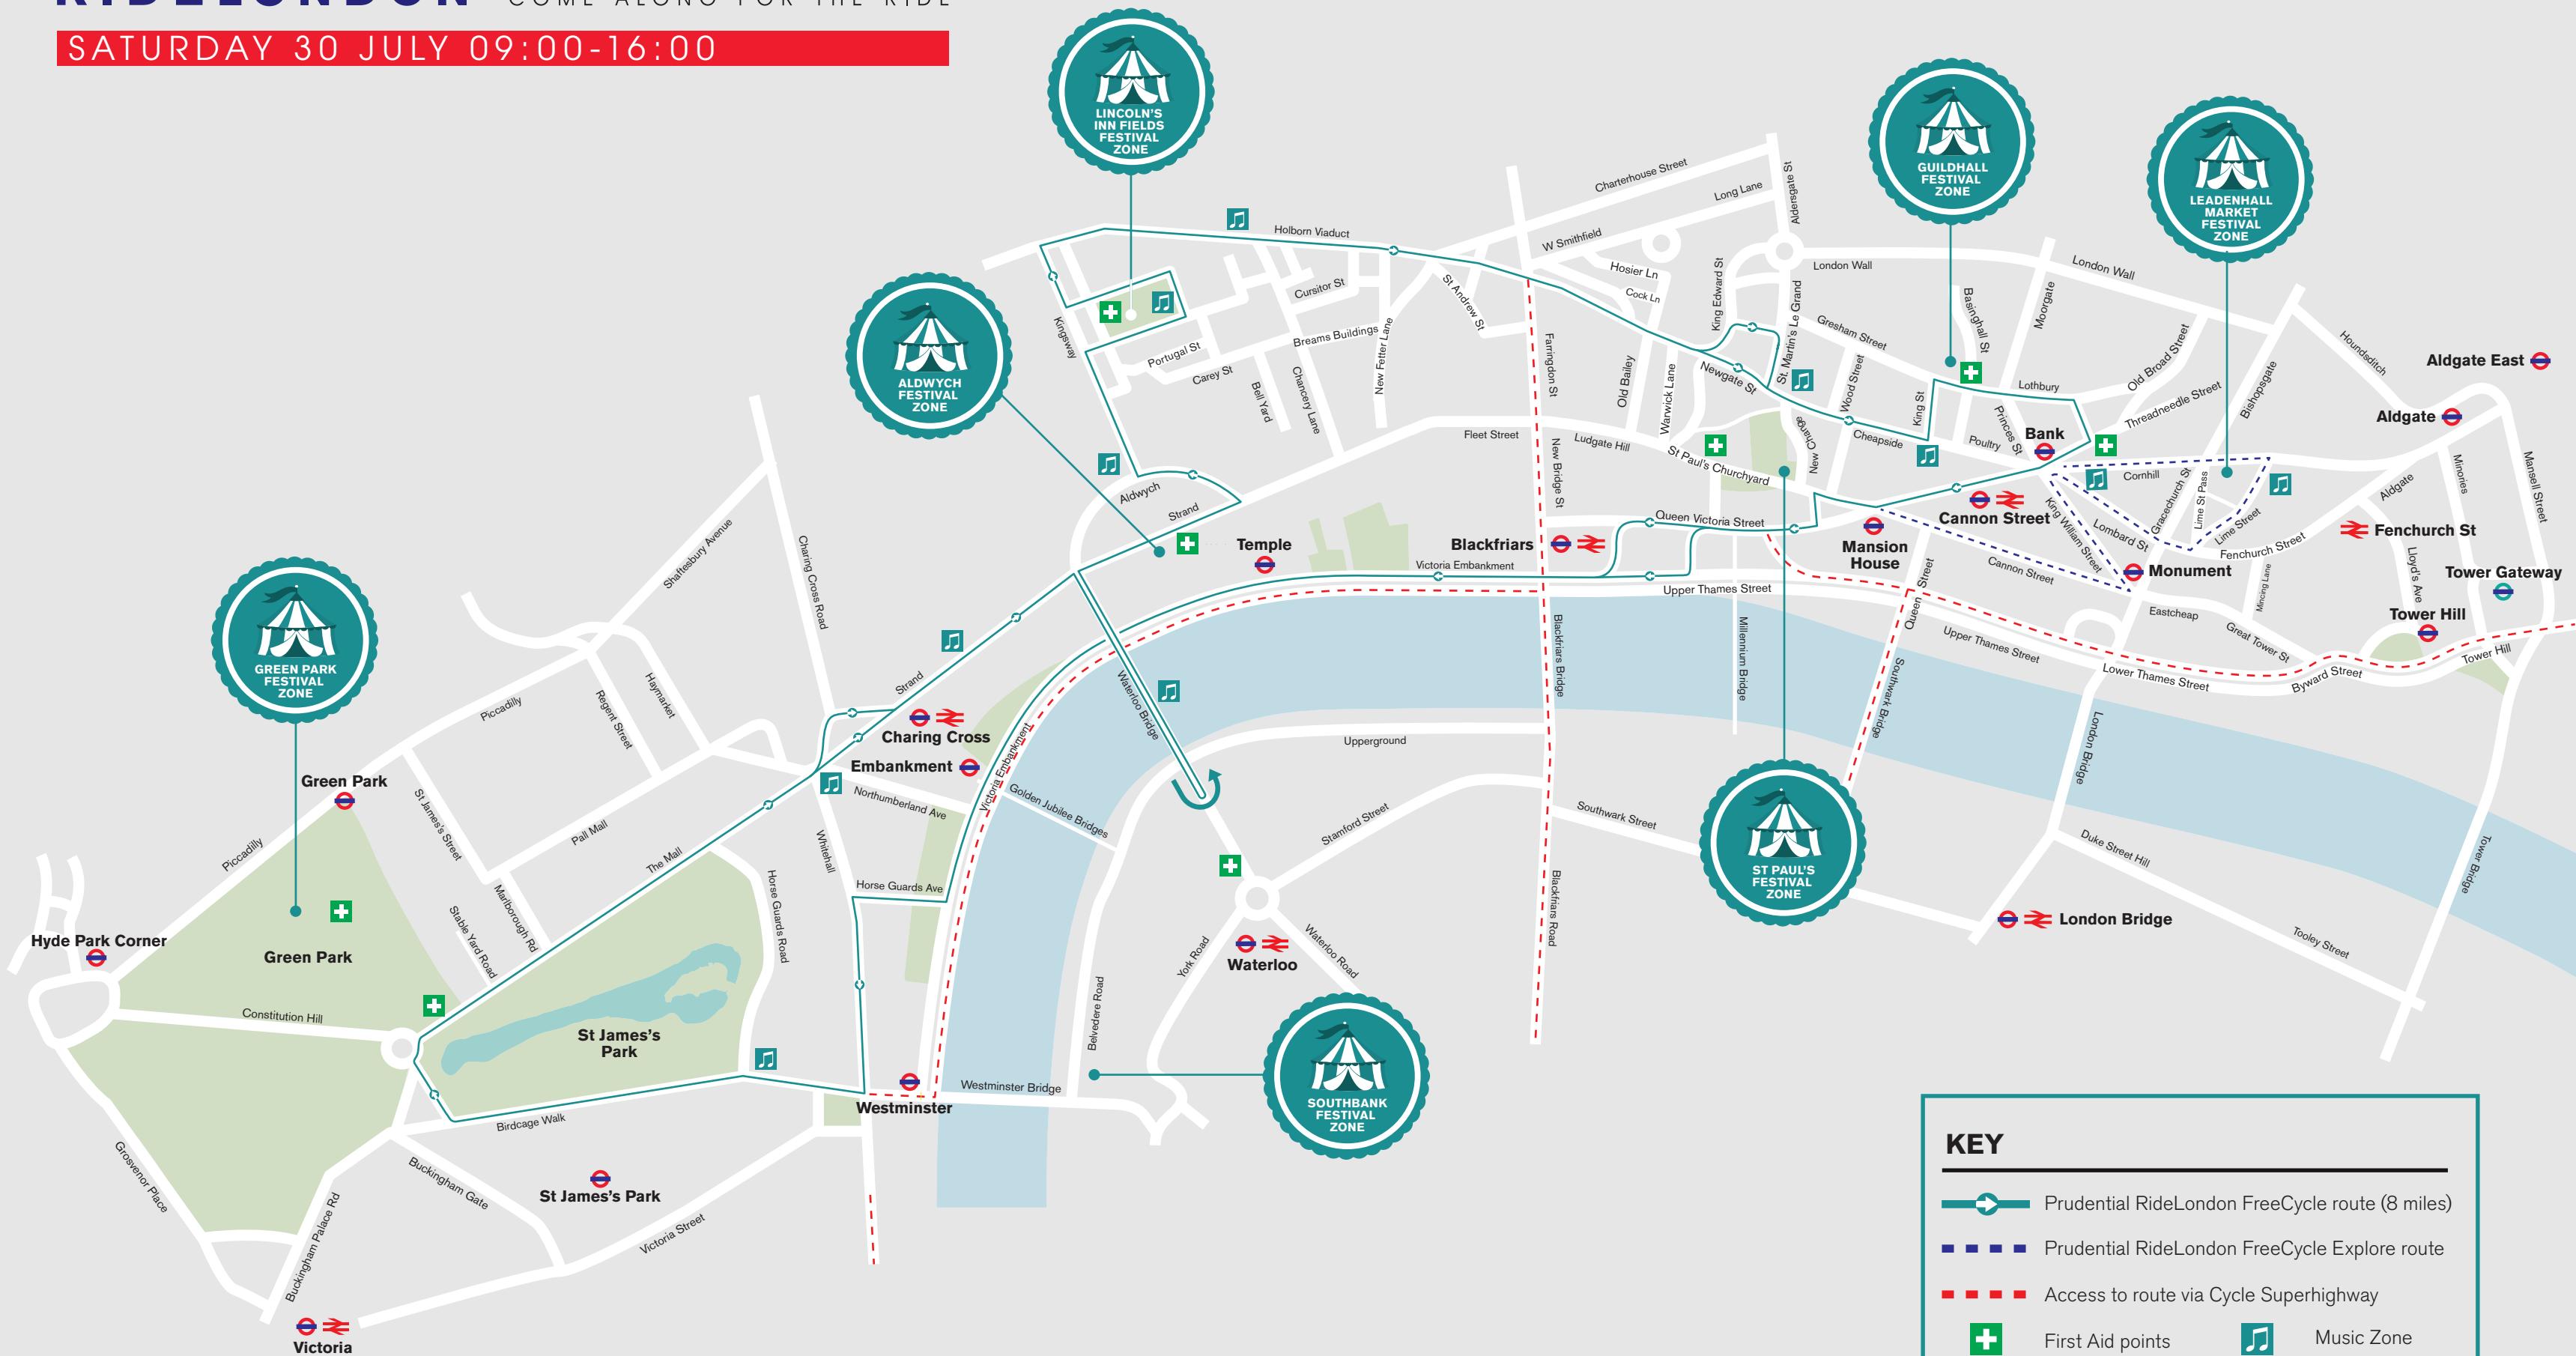 RIDELONDON COME ALONG FOR THE RIDE
SATURDAY 30 JULY 09:00-16:00
LINCOLN'S
INN FIELDS
FESTIVAL
ZONE
GUILDHALL
FESTIVAL
ZONE
LEADENHALL
MARKET
FESTIVAL
ZONE
ALDWYCH
FESTIVAL
ZONE
GREEN PARK
FESTIVAL
ZONE
ST PAUL'S
FESTIVAL
ZONE
SOUTHBANK
FESTIVAL
ZONE
Charterhouse Street
Long Lane
Aldersgate St
Holborn Viaduct
W Smithfield
Hosier Ln
Cock Ln
King Edward St
London Wall
London Wall
Moorgate
Basinghall St
Cursitor St
St Andrew St
Kingsway
Portugal St
Carey St
Breams Buildings
Bell Yard
Chancery Lane
New Fetter Lane
Farringdon St
Old Bailey
Warwick Lane
Newgate St
St. Martin's Le Grand
Gresham Street
Wood Street
King St
Lothbury
Princes St
Old Broad Street
Threadneedle Street
Bishopsgate
Houndsditch
Aldgate East
Aldgate
Minories
Mansell Street
Aldgate
Fleet Street
Ludgate Hill
St Paul's Churchyard
New Change
Cheapside
Poultry
Bank
Cornhill
Gracechurch St
Lime St Pass
Lime Street
Lombard St
King William Street
Fenchurch Street
Fenchurch St
Lloyd's Ave
Tower Gateway
Tower Hill
Aldwych
Strand
Temple
Blackfriars
New Bridge St
Queen Victoria Street
Victoria Embankment
Upper Thames Street
Mansion
House
Cannon Street
Cannon Street
Monument
Mincing Lane
Eastcheap
Great Tower St
Byward Street
Tower Hill
Queen Street
Upper Thames Street
Lower Thames Street
Blackfriars Bridge
Millennium Bridge
Southwark Bridge
London Bridge
Tower Bridge
Shaftesbury Avenue
Charing Cross Road
Piccadilly
Regent Street
Haymarket
Strand
Charing Cross
Embankment
Waterloo Bridge
Victoria Embankment
Golden Jubilee Bridges
Northumberland Ave
Upperground
Stamford Street
Southwark Street
Duke Street Hill
Tooley Street
London Bridge
Green Park
Piccadilly
St James's Street
Pall Mall
The Mall
Whitehall
Horse Guards Ave
Horse Guards Road
Marlborough Rd
Stable Yard Road
Hyde Park Corner
Green Park
Constitution Hill
St James's
Park
York Road
Waterloo
Waterloo Road
Blackfriars Road
Belvedere Road
Westminster
Westminster Bridge
Birdcage Walk
Grosvenor Place
Buckingham Gate
St James's Park
Victoria Street
Buckingham Palace Rd
Victoria
KEY
Prudential RideLondon FreeCycle route (8 miles)
Prudential RideLondon FreeCycle Explore route
Access to route via Cycle Superhighway
First Aid points
Music Zone